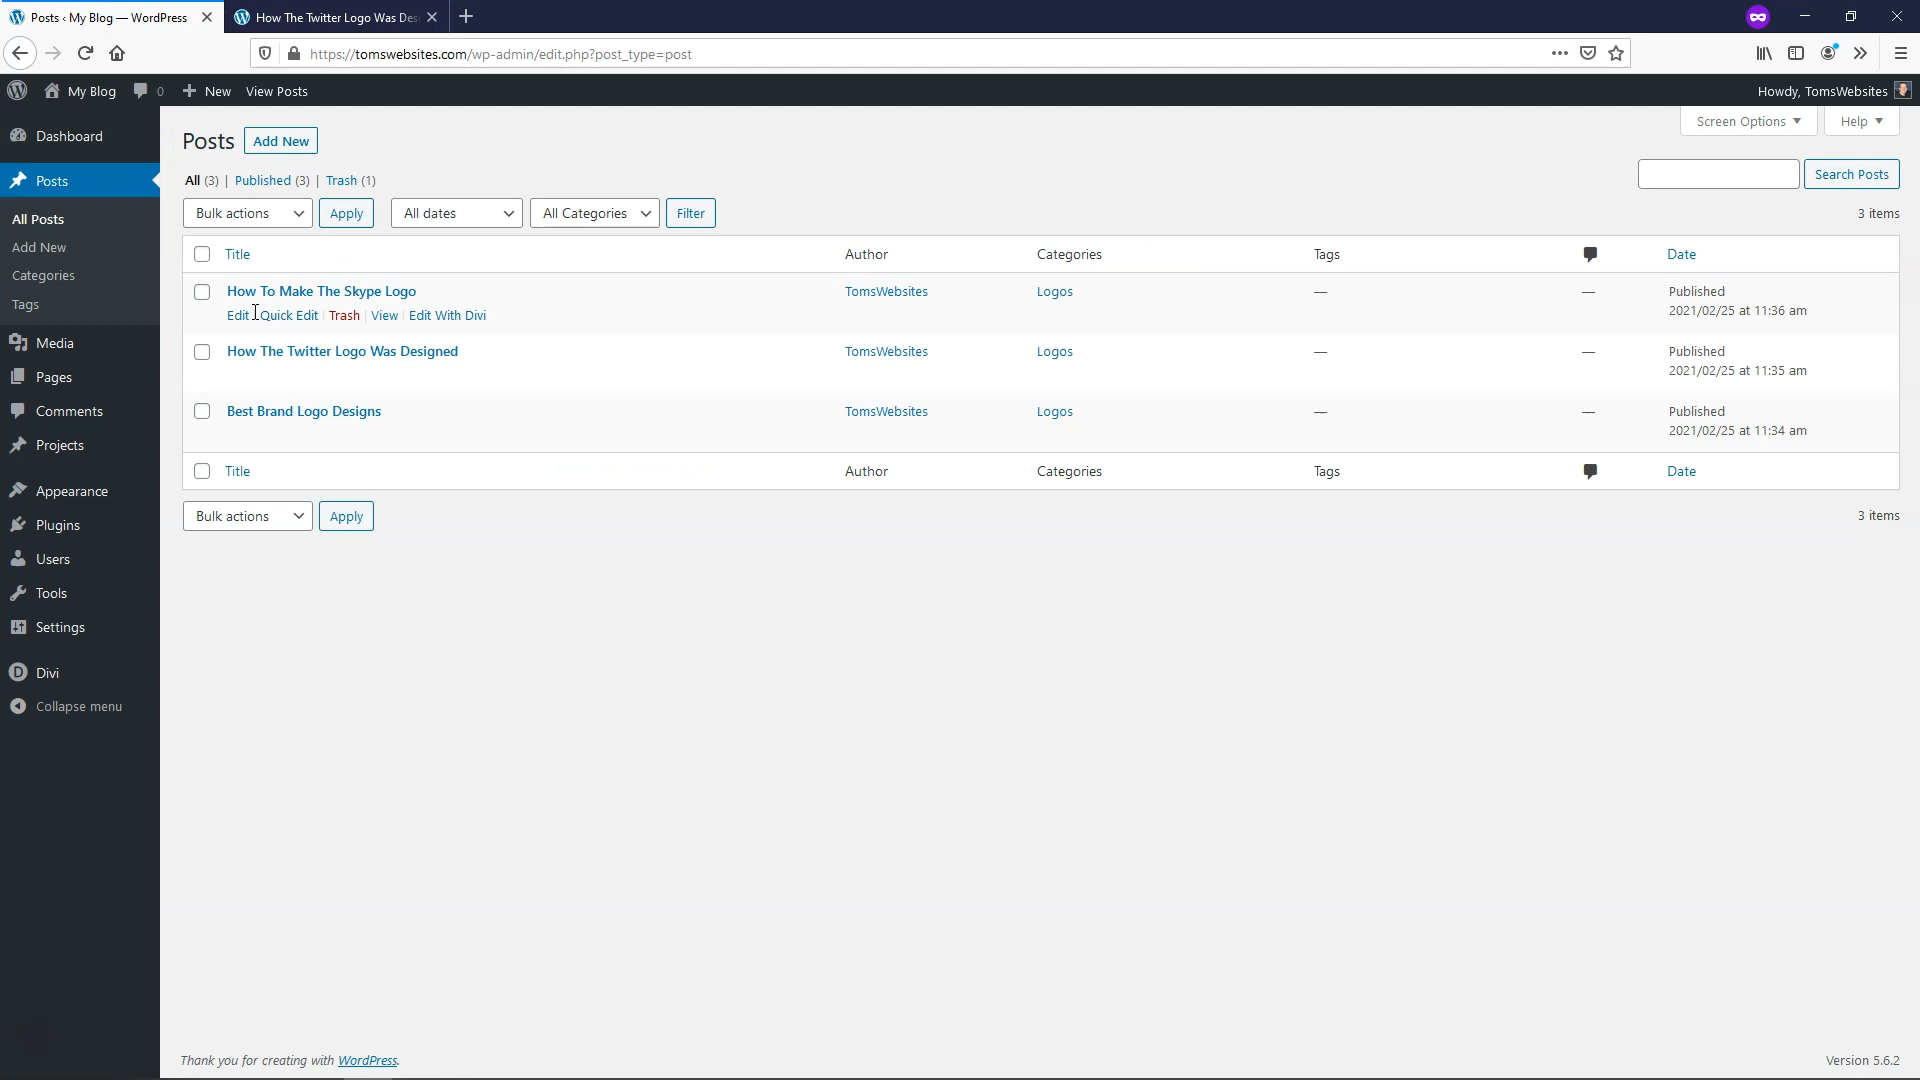 Posts ‹ My Blog — WordPress
How The Twitter Logo Was Des
https://tomswebsites.com/wp-admin/edit.php?post_type=post
My Blog 0 New View Posts
Howdy, TomsWebsites
Dashboard
Posts
All Posts
Add New
Categories
Tags
Media
Pages
Comments
Projects
Appearance
Plugins
Users
Tools
Settings
Divi
Collapse menu
Screen Options Help
Posts Add New
All (3) | Published (3) | Trash (1)
Search Posts
Bulk actions Apply All dates All Categories Filter 3 items
Title Author Categories Tags Date
How To Make The Skype Logo TomsWebsites Logos — — Published
Edit Quick Edit | Trash | View | Edit With Divi 2021/02/25 at 11:36 am
How The Twitter Logo Was Designed TomsWebsites Logos — — Published
2021/02/25 at 11:35 am
Best Brand Logo Designs TomsWebsites Logos — — Published
2021/02/25 at 11:34 am
Title Author Categories Tags Date
Bulk actions Apply 3 items
Thank you for creating with WordPress. Version 5.6.2